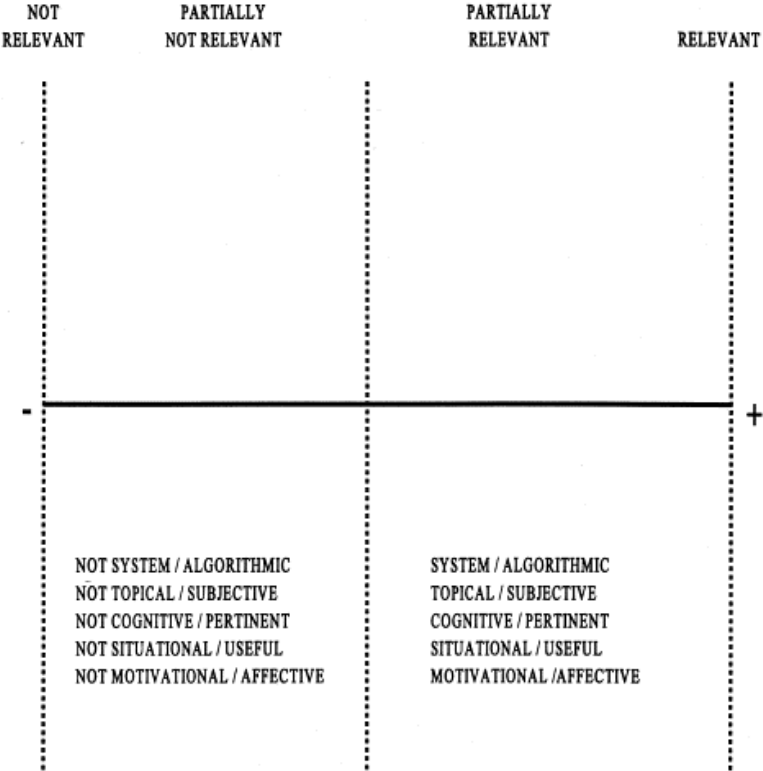 NOT
RELEVANT
PARTIALLY
NOT RELEVANT
PARTIALLY
RELEVANT
RELEVANT
-
+
NOT SYSTEM / ALGORITHMIC
NOT TOPICAL / SUBJECTIVE
NOT COGNITIVE / PERTINENT
NOT SITUATIONAL / USEFUL
NOT MOTIVATIONAL / AFFECTIVE
SYSTEM / ALGORITHMIC
TOPICAL / SUBJECTIVE
COGNITIVE / PERTINENT
SITUATIONAL / USEFUL
MOTIVATIONAL /AFFECTIVE